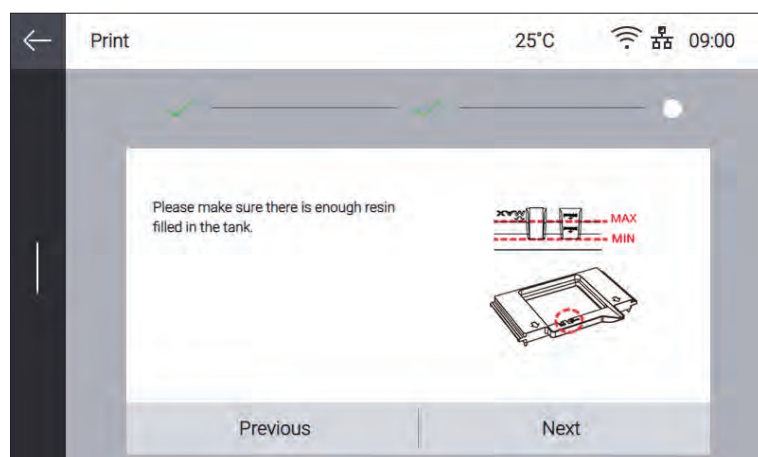 Print
25°C
09:00
Please make sure there is enough resin
filled in the tank.
MAX
MIN
Previous
Next